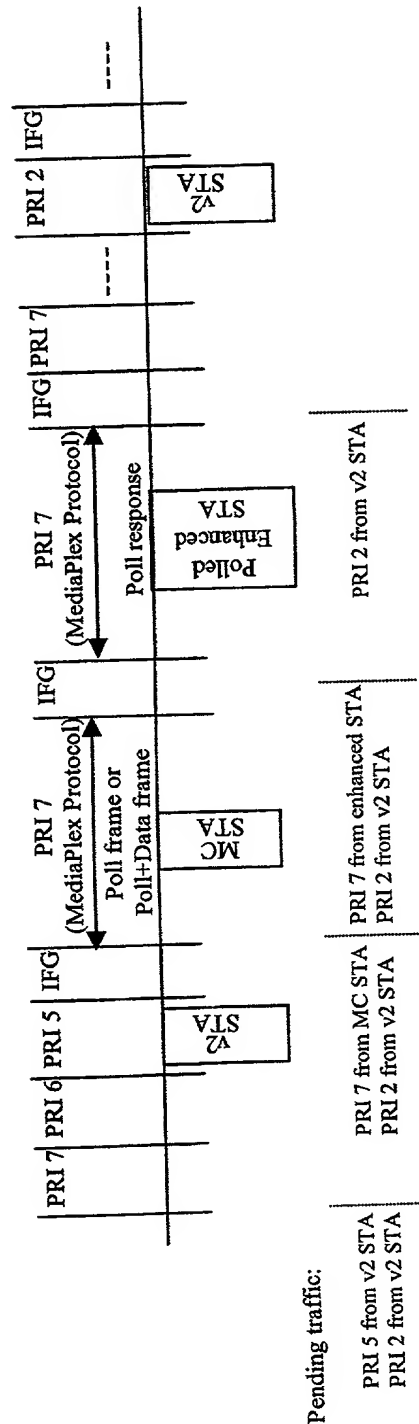 PRI 7
PRI 6
PRI 5
IFG
PRI 7
(MediaPlex Protocol)
Poll frame or
Poll+Data frame
IFG
PRI 7
(MediaPlex Protocol)
Poll response
IFG
PRI 7
-----
PRI 2
IFG
-----
v2
STA
MC
STA
Polled
Enhanced
STA
v2
STA
Pending traffic:
PRI 5 from v2 STA
PRI 2 from v2 STA
PRI 7 from MC STA
PRI 2 from v2 STA
PRI 7 from enhanced STA
PRI 2 from v2 STA
PRI 2 from v2 STA